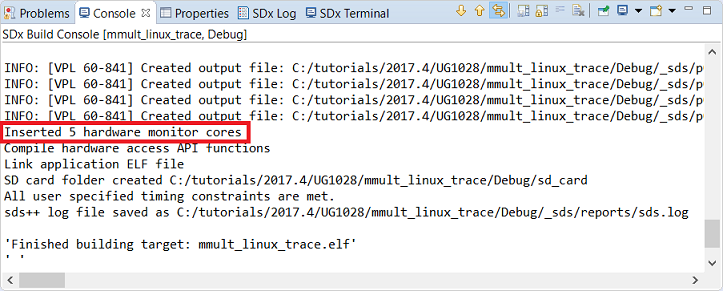 Problems Console Properties SDx Log SDx Terminal
SDx Build Console [mmult_linux_trace, Debug]
INFO: [VPL 60-841] Created output file: C:/tutorials/2017.4/UG1028/mmult_linux_trace/Debug/_sds/p
INFO: [VPL 60-841] Created output file: C:/tutorials/2017.4/UG1028/mmult_linux_trace/Debug/_sds/p
INFO: [VPL 60-841] Created output file: C:/tutorials/2017.4/UG1028/mmult_linux_trace/Debug/_sds/p
INFO: [VPL 60-841] Created output file: C:/tutorials/2017.4/UG1028/mmult_linux_trace/Debug/_sds/p
Inserted 5 hardware monitor cores
Compile hardware access API functions
Link application ELF file
SD card folder created C:/tutorials/2017.4/UG1028/mmult_linux_trace/Debug/sd_card
All user specified timing constraints are met.
sds++ log file saved as C:/tutorials/2017.4/UG1028/mmult_linux_trace/Debug/_sds/reports/sds.log
'Finished building target: mmult_linux_trace.elf'
' '